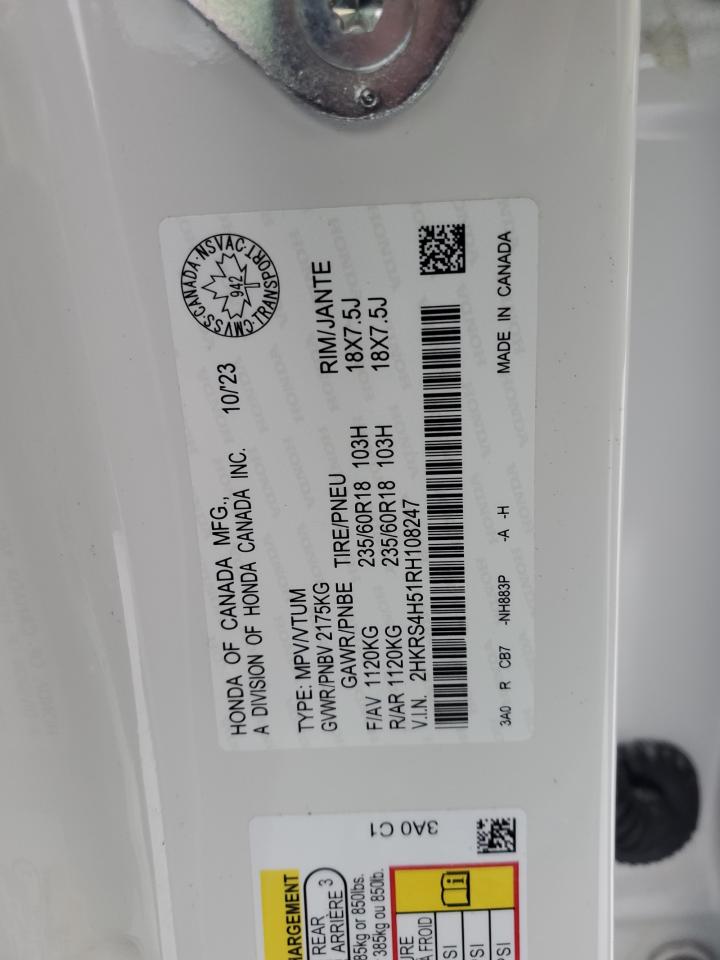 HONDA OF CANADA MFG.,
A DIVISION OF HONDA CANADA INC. 10/'23
CANADA · NSVAC · TRANSPORT · CMVSS
942
TYPE: MPV/VTUM
GVWR/PNBV 2175KG
GAWR/PNBE TIRE/PNEU RIM/JANTE
F/AV 1120KG 235/60R18 103H 18X7.5J
R/AR 1120KG 235/60R18 103H 18X7.5J
V.I.N. 2HKRS4H51RH108247
3A0 R CB7 -NH883P -A -H MADE IN CANADA
3A0 C1
HARGEMENT
REAR
ARRIÈRE 3
85kg or 850lbs.
385kg ou 850lb.
URE
A FROID
SI
SI
PSI